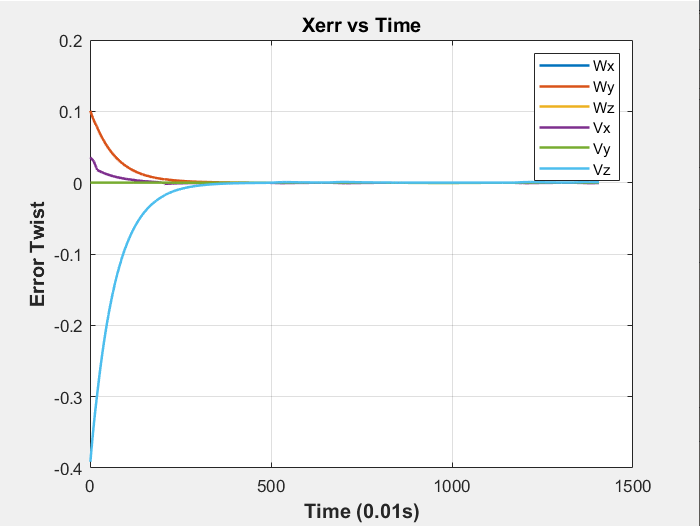 Xerr vs Time
0.2
0.1
0
-0.1
-0.2
-0.3
-0.4
Error Twist
Wx
Wy
Wz
Vx
Vy
Vz
0 500 1000 1500
Time (0.01s)